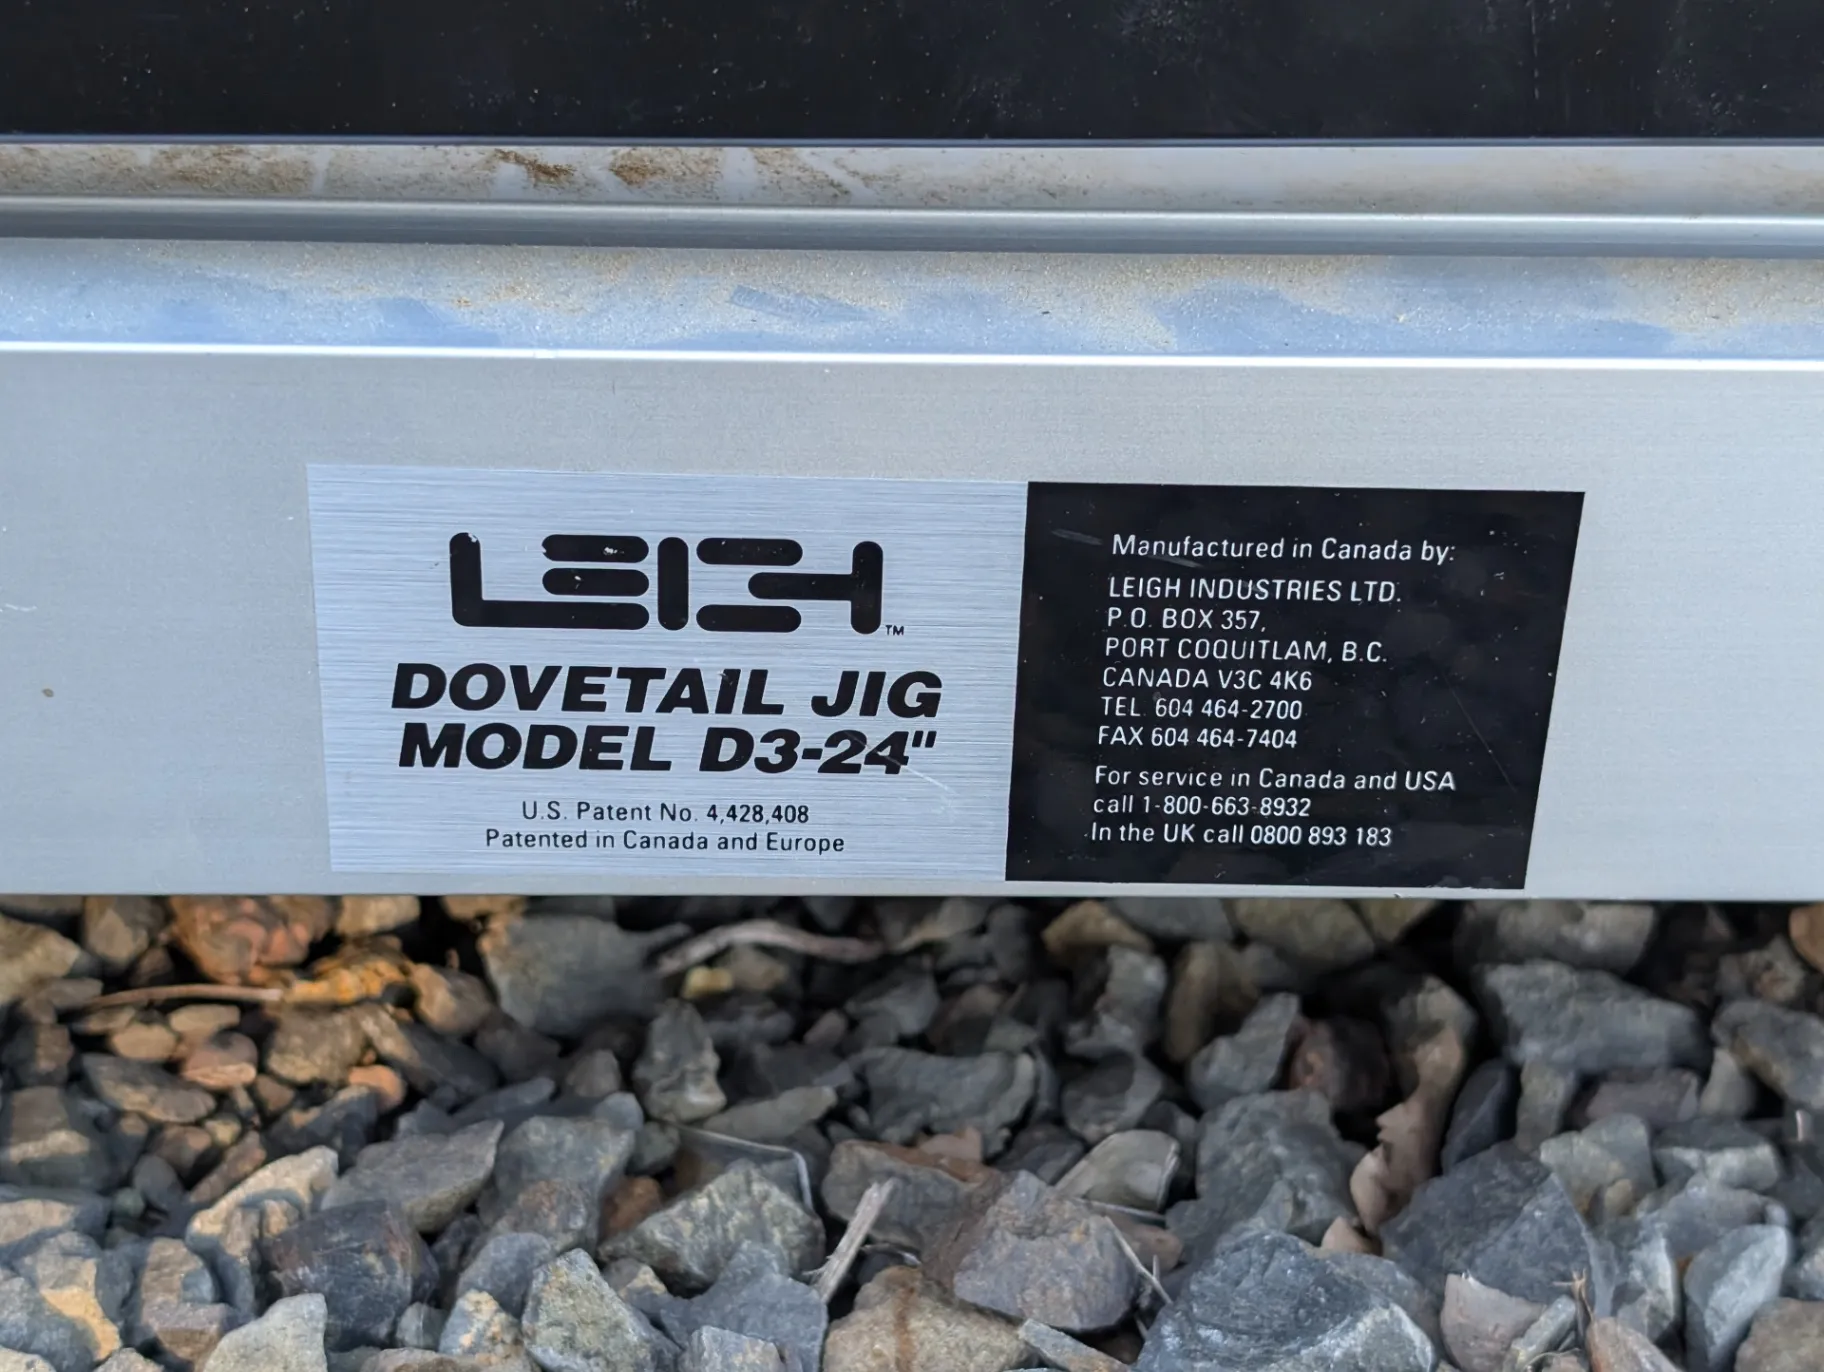 LEIGH™
DOVETAIL JIG
MODEL D3-24"
U.S. Patent No. 4,428,408
Patented in Canada and Europe
Manufactured in Canada by:
LEIGH INDUSTRIES LTD.
P.O. BOX 357,
PORT COQUITLAM, B.C.
CANADA V3C 4K6
TEL. 604 464-2700
FAX 604 464-7404
For service in Canada and USA
call 1-800-663-8932
In the UK call 0800 893 183